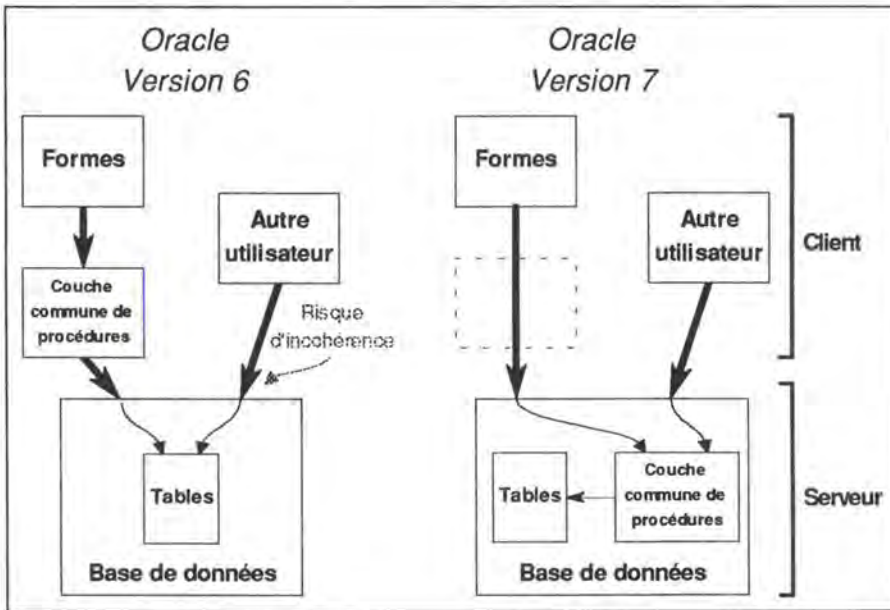 Oracle
Version 6
Formes
Autre
utilisateur
Couche
commune de
procédures
Risque
d'incohérence
Tables
Base de données
Oracle
Version 7
Formes
Autre
utilisateur
Client
Tables
Couche
commune de
procédures
Base de données
Serveur